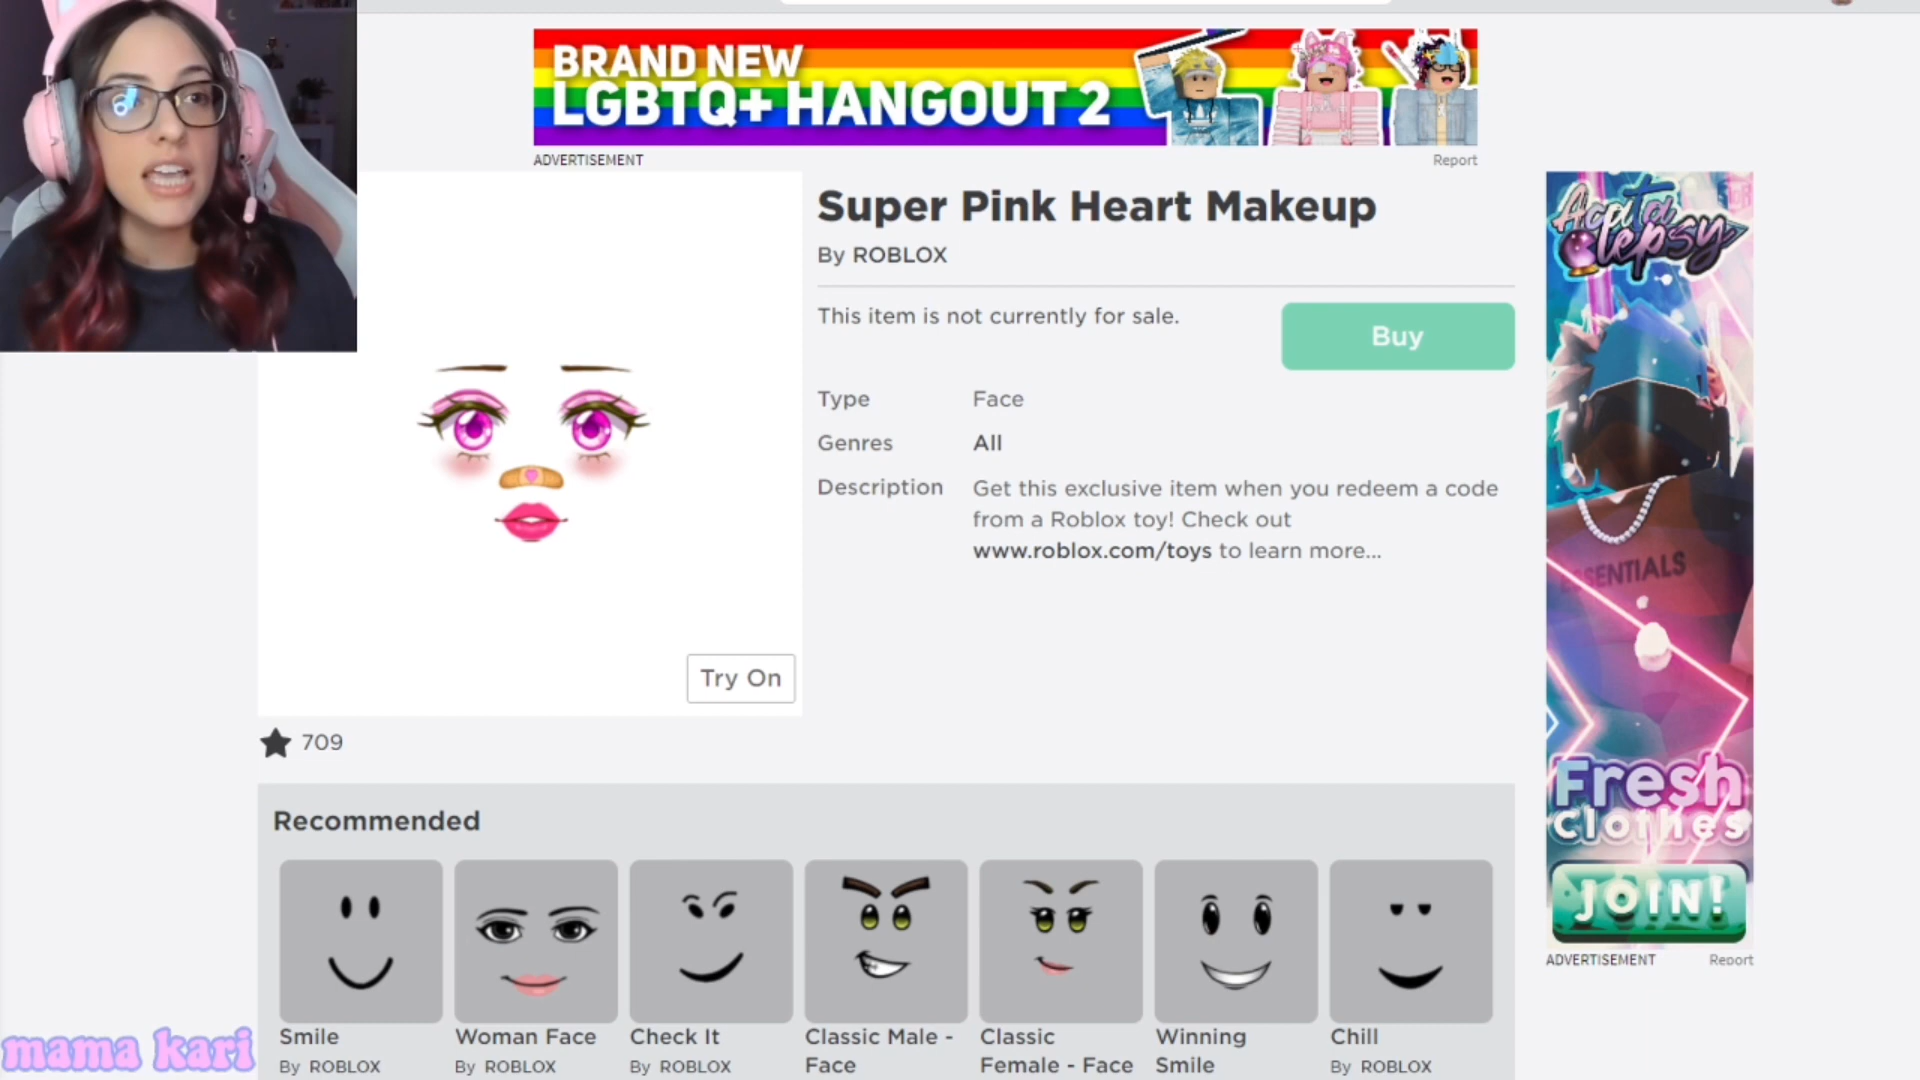 BRAND NEW
LGBTQ+ HANGOUT 2
ADVERTISEMENT
Report
Super Pink Heart Makeup
By ROBLOX
This item is not currently for sale.
Buy
Type Face
Genres All
Description Get this exclusive item when you redeem a code
from a Roblox toy! Check out
www.roblox.com/toys to learn more...
Try On
709
Acata
lepsy
ESSENTIALS
Fresh
Clothes
JOIN!
ADVERTISEMENT Report
Recommended
Smile
By ROBLOX
Woman Face
By ROBLOX
Check It
By ROBLOX
Classic Male -
Face
Classic
Female - Face
Winning
Smile
Chill
By ROBLOX
mama kari